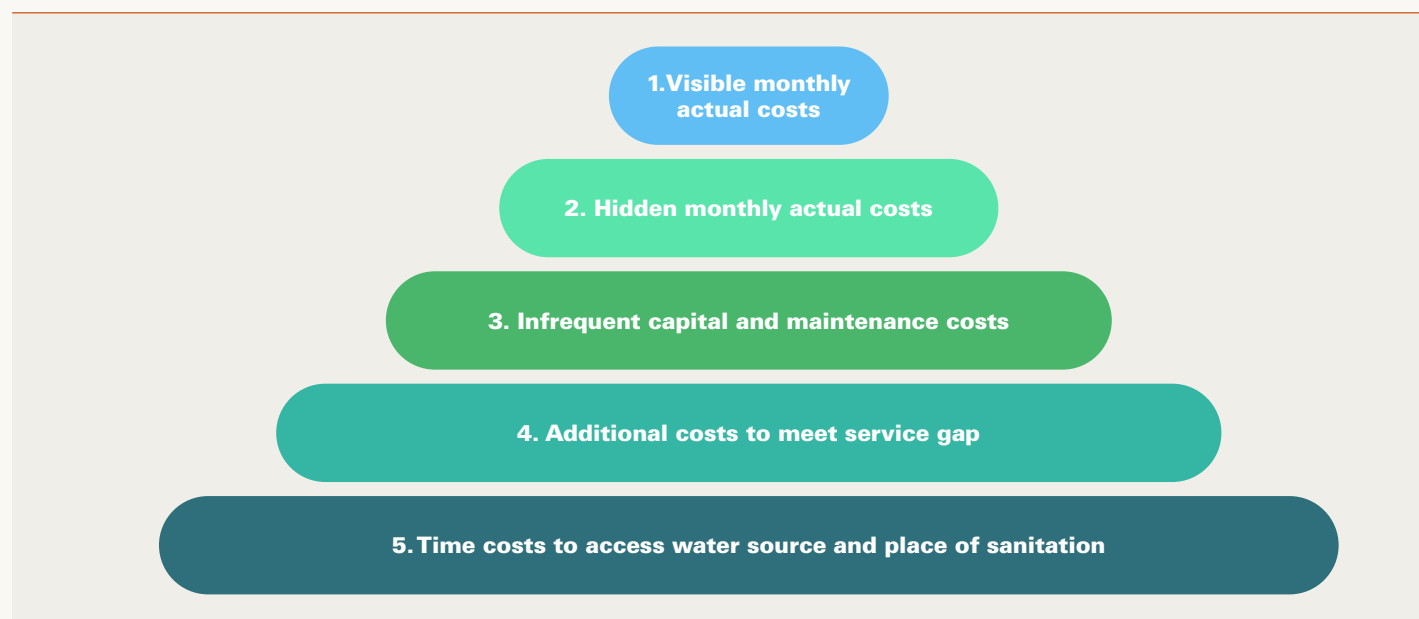 1. Visible monthly
actual costs
2. Hidden monthly actual costs
3. Infrequent capital and maintenance costs
4. Additional costs to meet service gap
5. Time costs to access water source and place of sanitation